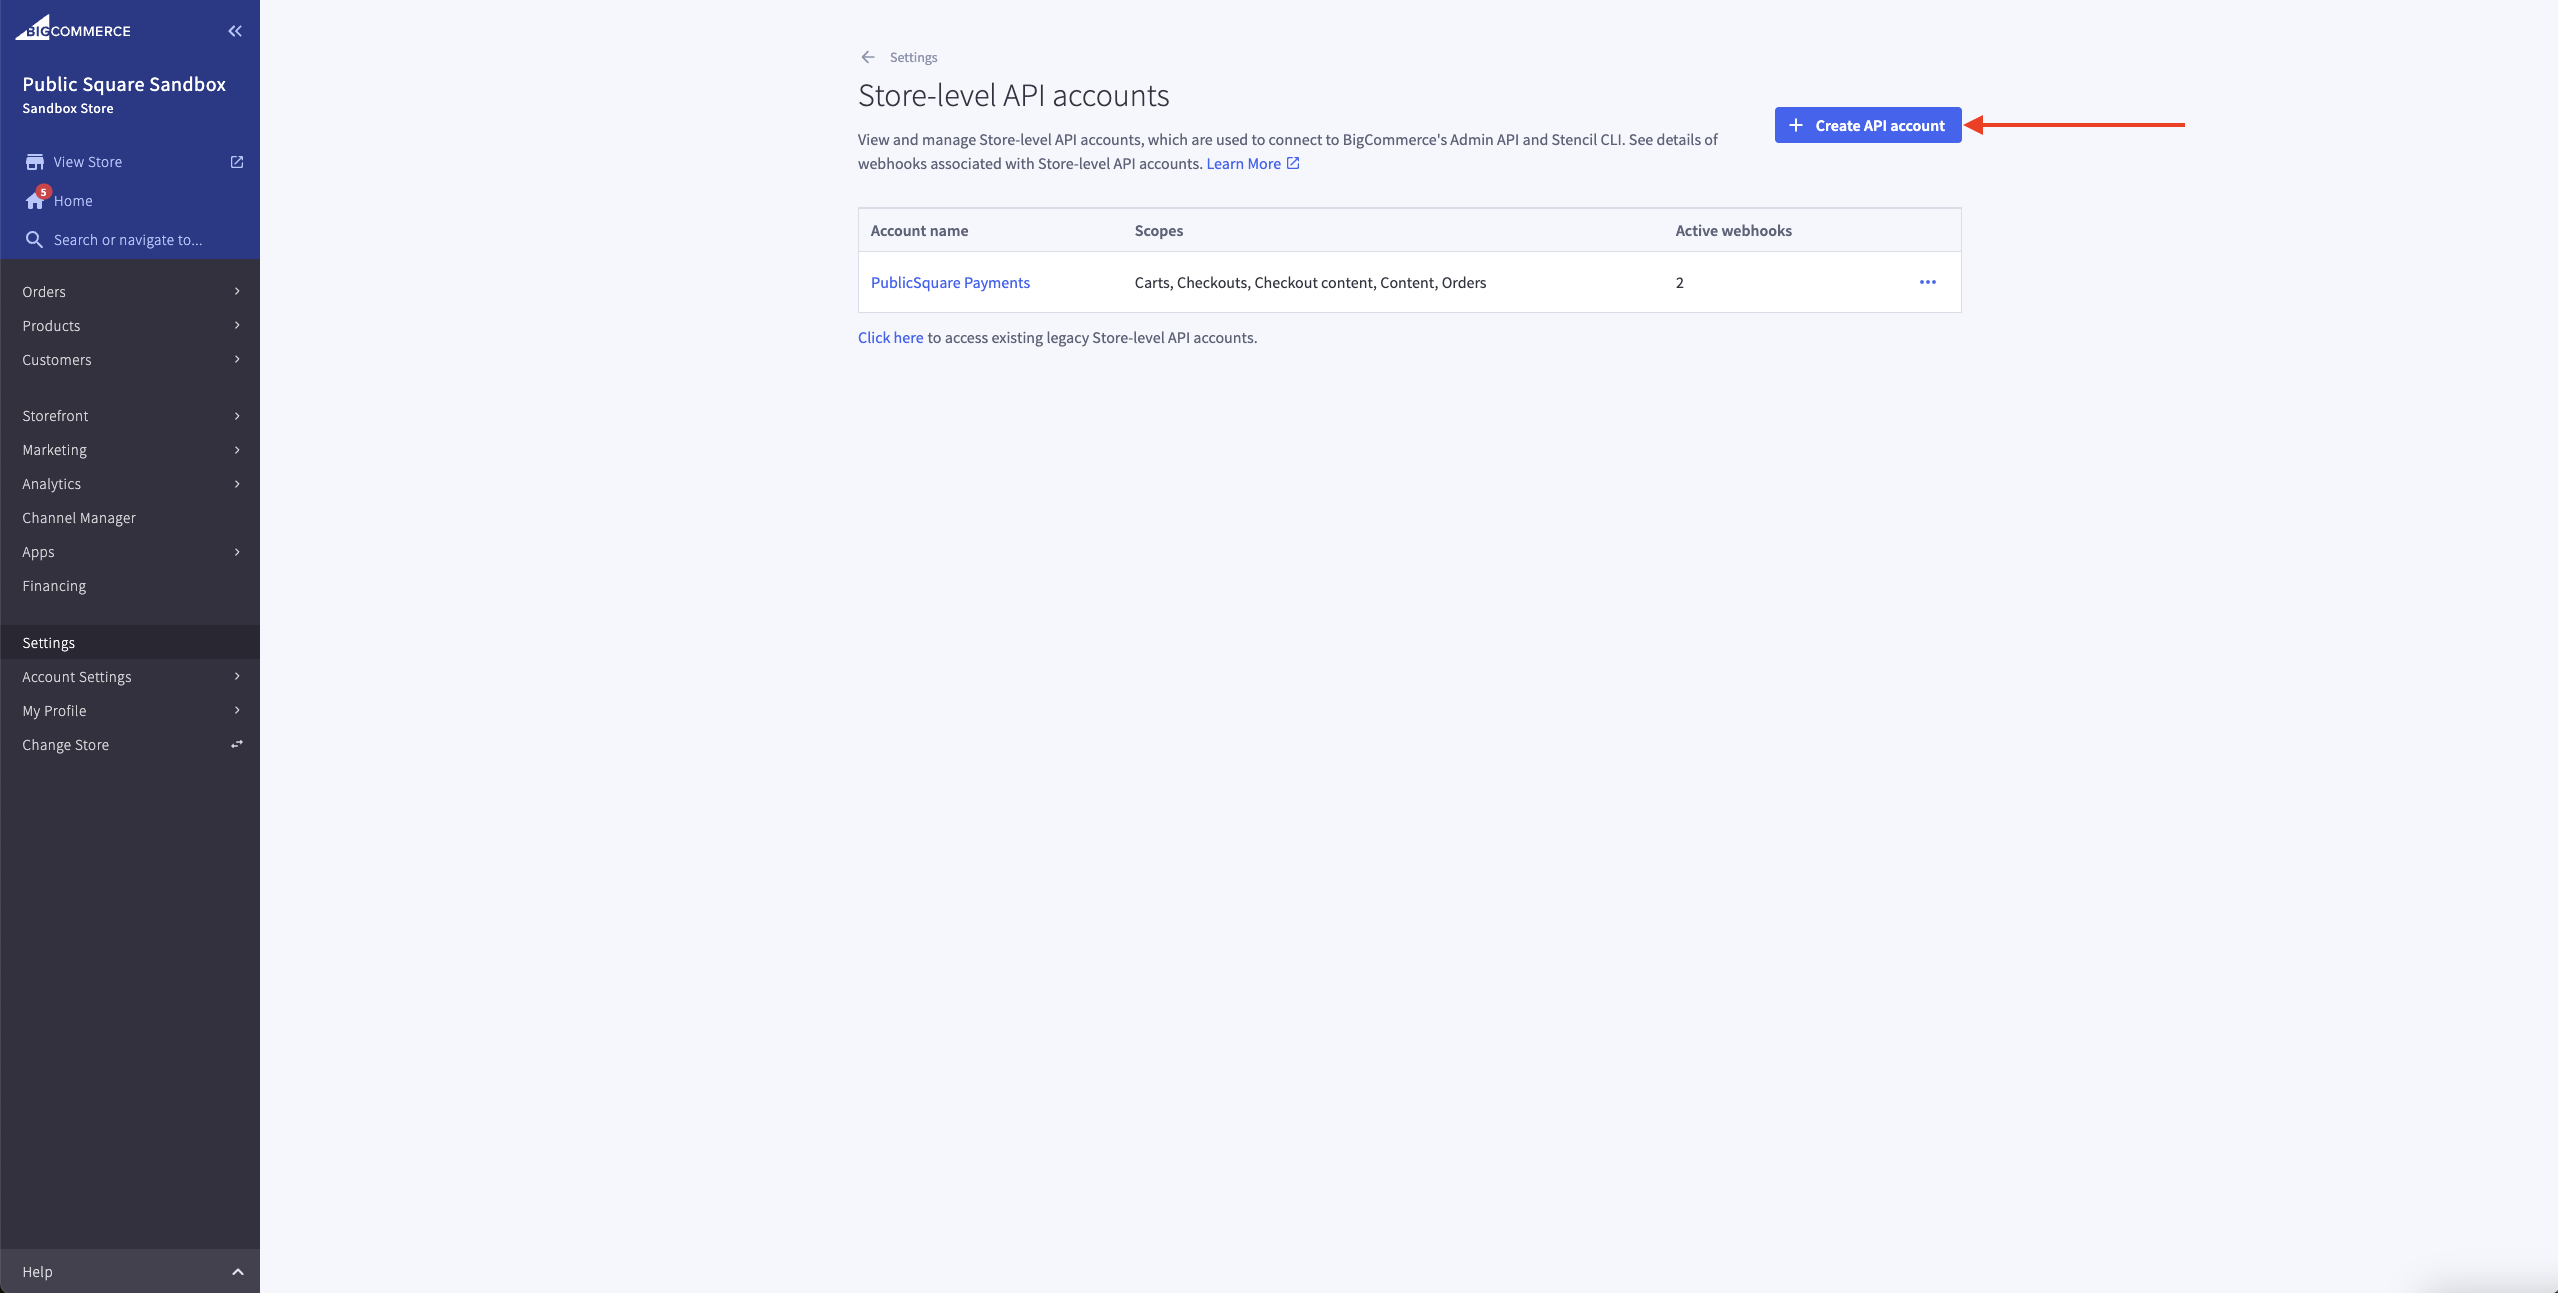 BIGCOMMERCE
Public Square Sandbox
Sandbox Store
View Store
5
Home
Search or navigate to...
Orders
Products
Customers
Storefront
Marketing
Analytics
Channel Manager
Apps
Financing
Settings
Account Settings
My Profile
Change Store
Help
Settings
Store-level API accounts
View and manage Store-level API accounts, which are used to connect to BigCommerce's Admin API and Stencil CLI. See details of
webhooks associated with Store-level API accounts. Learn More
Create API account
Account name Scopes Active webhooks
PublicSquare Payments Carts, Checkouts, Checkout content, Content, Orders 2
Click here to access existing legacy Store-level API accounts.